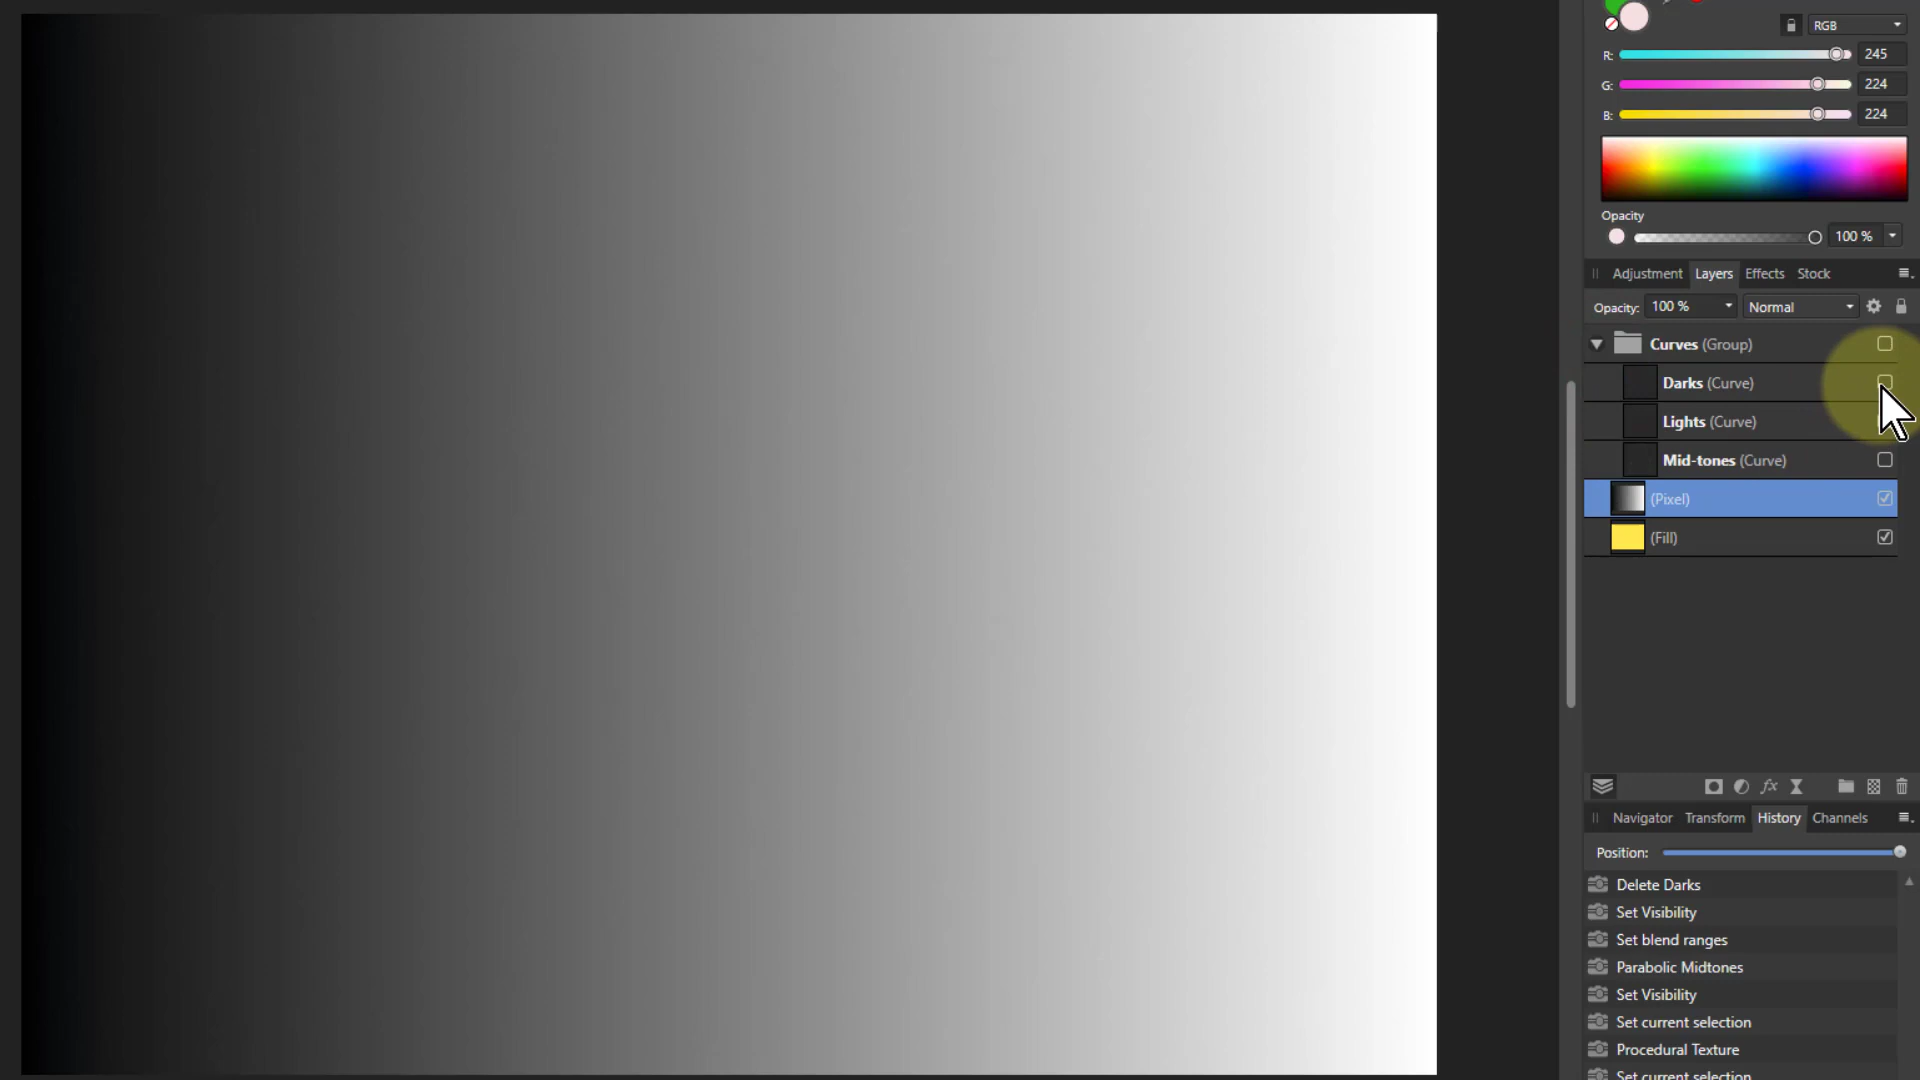 RGB
R: 245
G: 224
B: 224
Opacity
100 %
Adjustment Layers Effects Stock
Opacity: 100 % Normal
Curves (Group)
Darks (Curve)
Lights (Curve)
Mid-tones (Curve)
(Pixel)
(Fill)
fx
Navigator Transform History Channels
Position:
Delete Darks
Set Visibility
Set blend ranges
Parabolic Midtones
Set Visibility
Set current selection
Procedural Texture
Set current selection